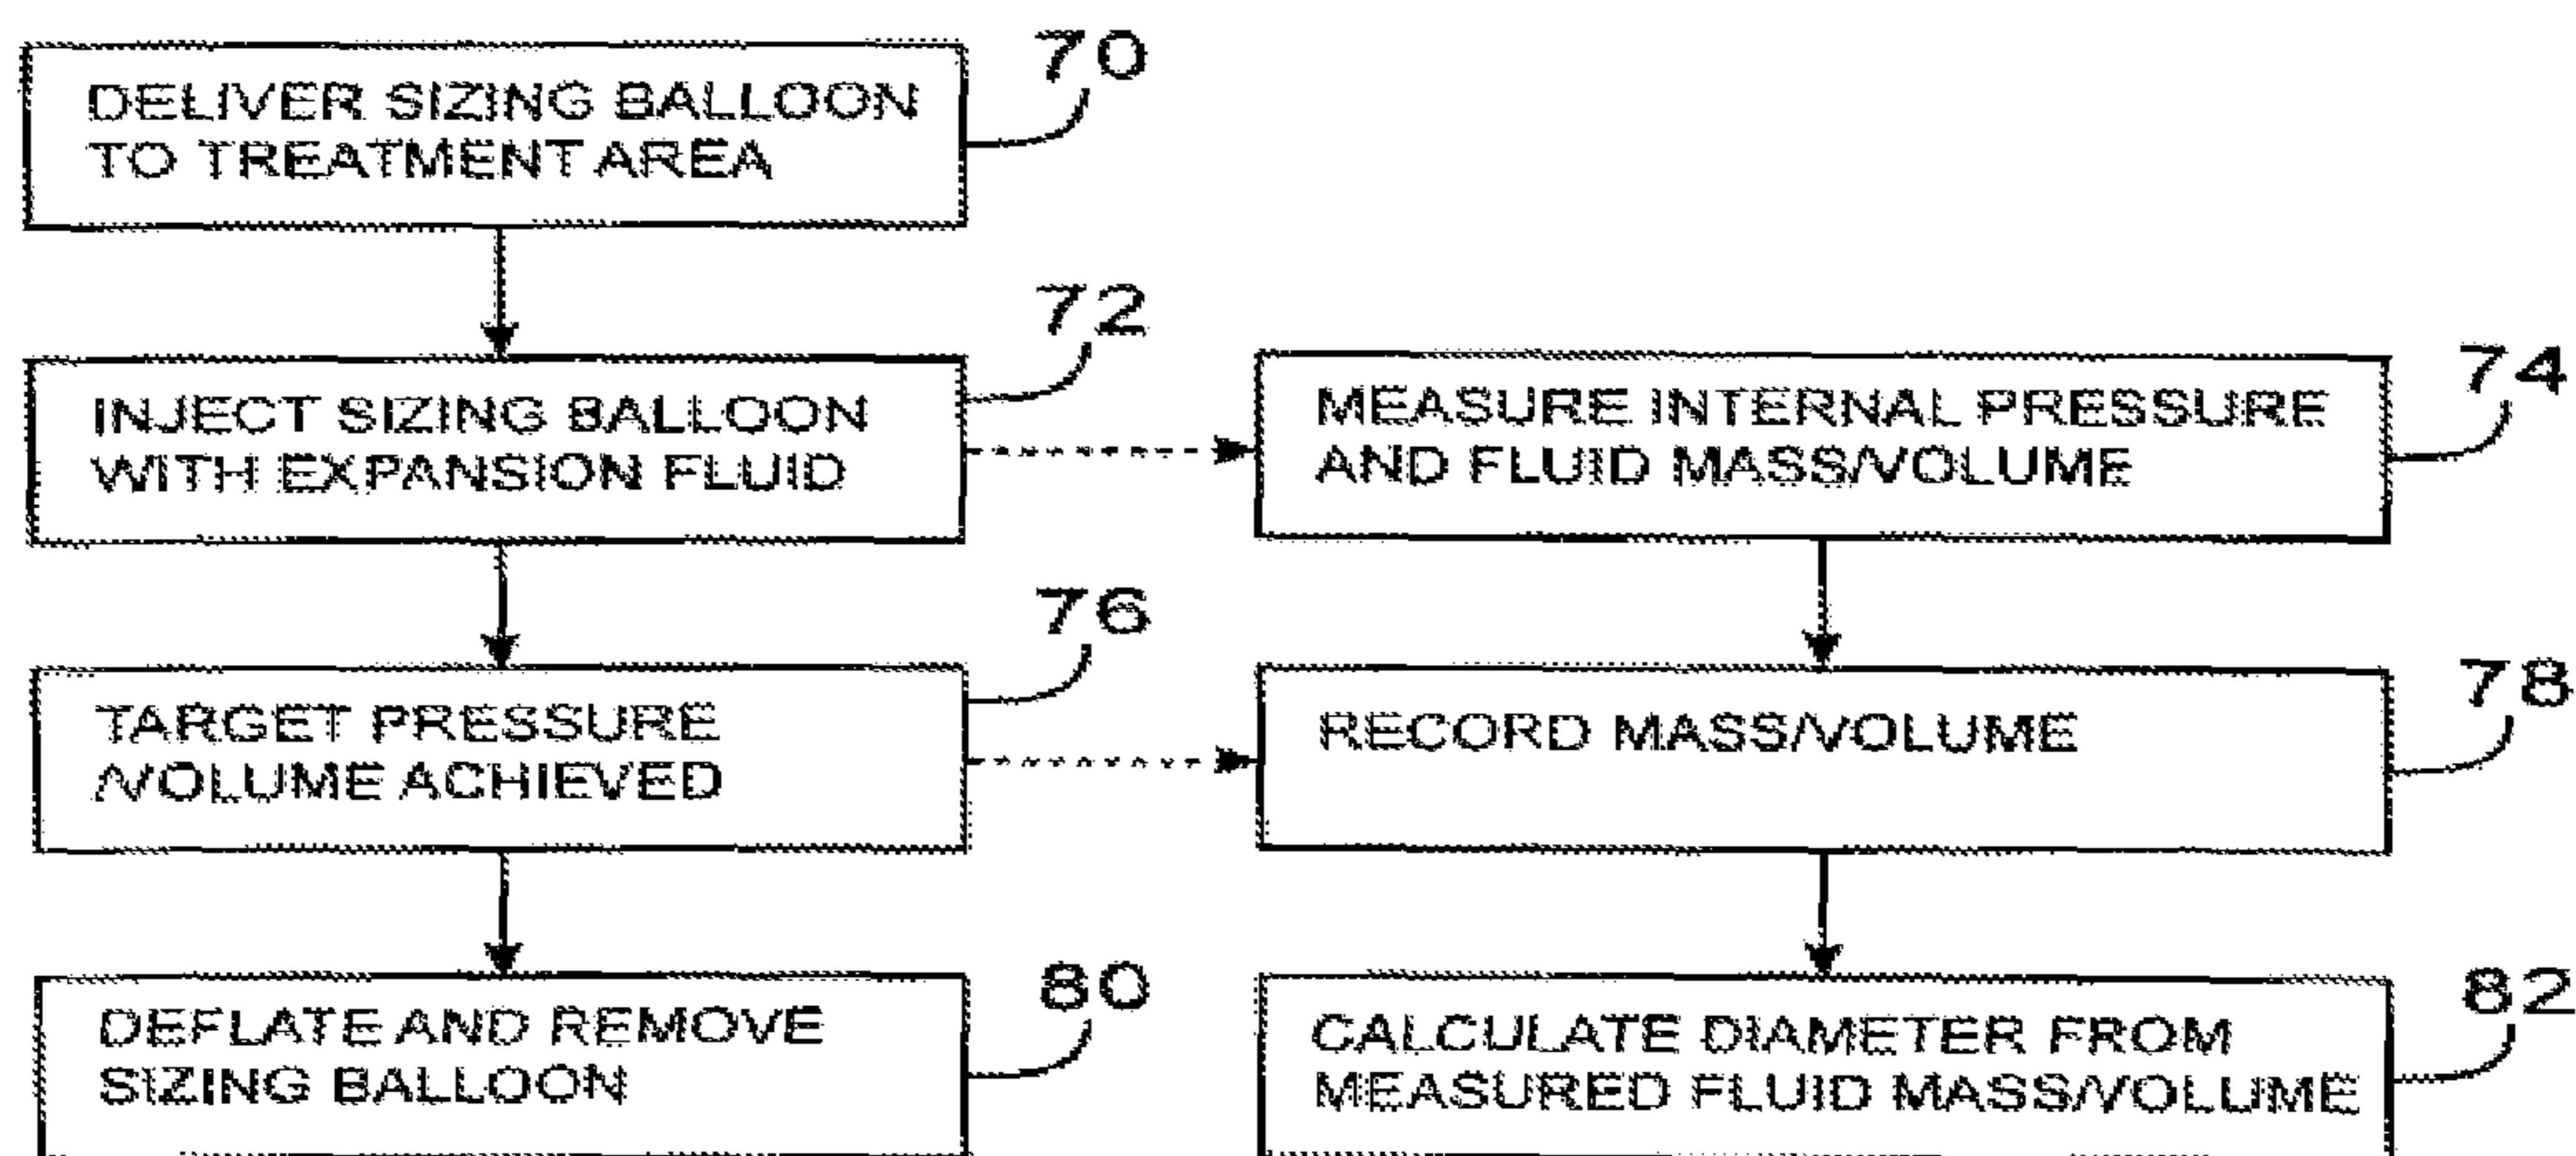 DELIVER SIZING BALLOON
TO TREATMENT AREA
70
INJECT SIZING BALLOON
WITH EXPANSION FLUID
72
MEASURE INTERNAL PRESSURE
AND FLUID MASS/VOLUME
74
TARGET PRESSURE
/VOLUME ACHIEVED
76
RECORD MASS/VOLUME
78
DEFLATE AND REMOVE
SIZING BALLOON
80
CALCULATE DIAMETER FROM
MEASURED FLUID MASS/VOLUME
82